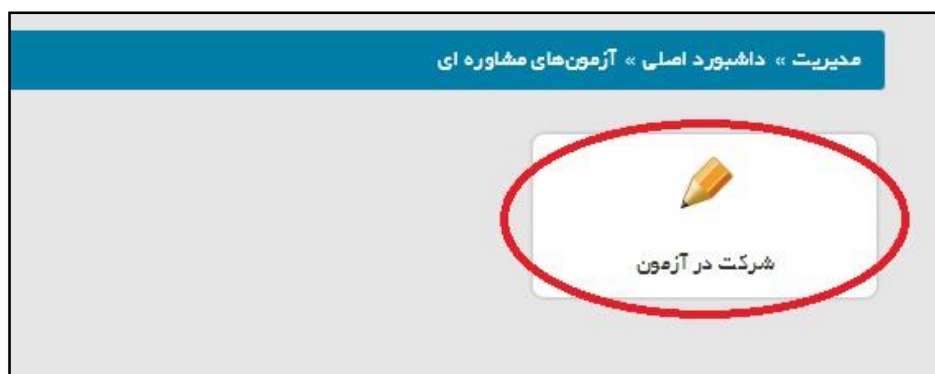 مدیریت » داشبورد اصلی » آزمون‌های مشاوره ای
شرکت در آزمون